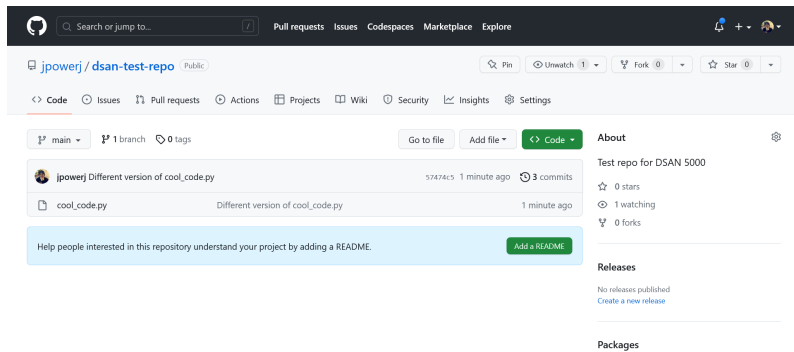 Search or jump to... /
Pull requests Issues Codespaces Marketplace Explore
jpowerj / dsan-test-repo Public
Pin Unwatch 1 Fork 0 Star 0
Code Issues Pull requests Actions Projects Wiki Security Insights Settings
main 1 branch 0 tags Go to file Add file Code
jpowerj Different version of cool_code.py 57474c5 1 minute ago 3 commits
cool_code.py Different version of cool_code.py 1 minute ago
Help people interested in this repository understand your project by adding a README. Add a README
About
Test repo for DSAN 5000
0 stars
1 watching
0 forks
Releases
No releases published
Create a new release
Packages